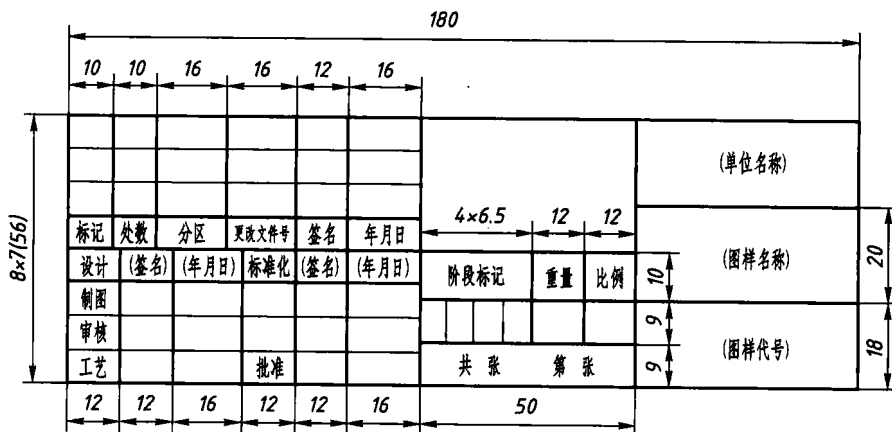 180
10 10 16 16 12 16
(单位名称)
4×6.5 12 12
标记 处数 分区 更改文件号 签名 年月日
8×7(56)
设计 (签名) (年月日) 标准化 (签名) (年月日)
阶段标记 重量 比例 10 (图样名称) 20
制图
审核
9
(图样代号) 18
工艺 批准
共 张 第 张 9
12 12 16 12 12 16 50